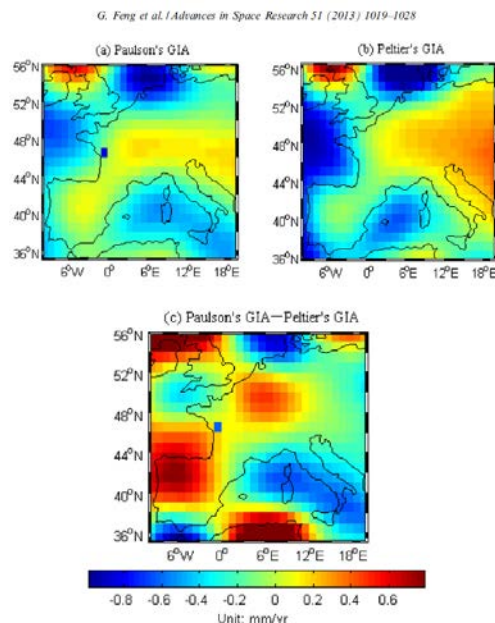 G. Feng et al. / Advances in Space Research 51 (2013) 1019–1028
(a) Paulson's GIA
(b) Peltier's GIA
56°N
52°N
48°N
44°N
40°N
36°N
6°W 0° 6°E 12°E 18°E
56°N
52°N
48°N
44°N
40°N
36°N
6°W 0° 6°E 12°E 18°E
(c) Paulson's GIA—Peltier's GIA
56°N
52°N
48°N
44°N
40°N
36°N
6°W 0° 6°E 12°E 18°E
-0.8 -0.6 -0.4 -0.2 0 0.2 0.4 0.6
Unit: mm/yr